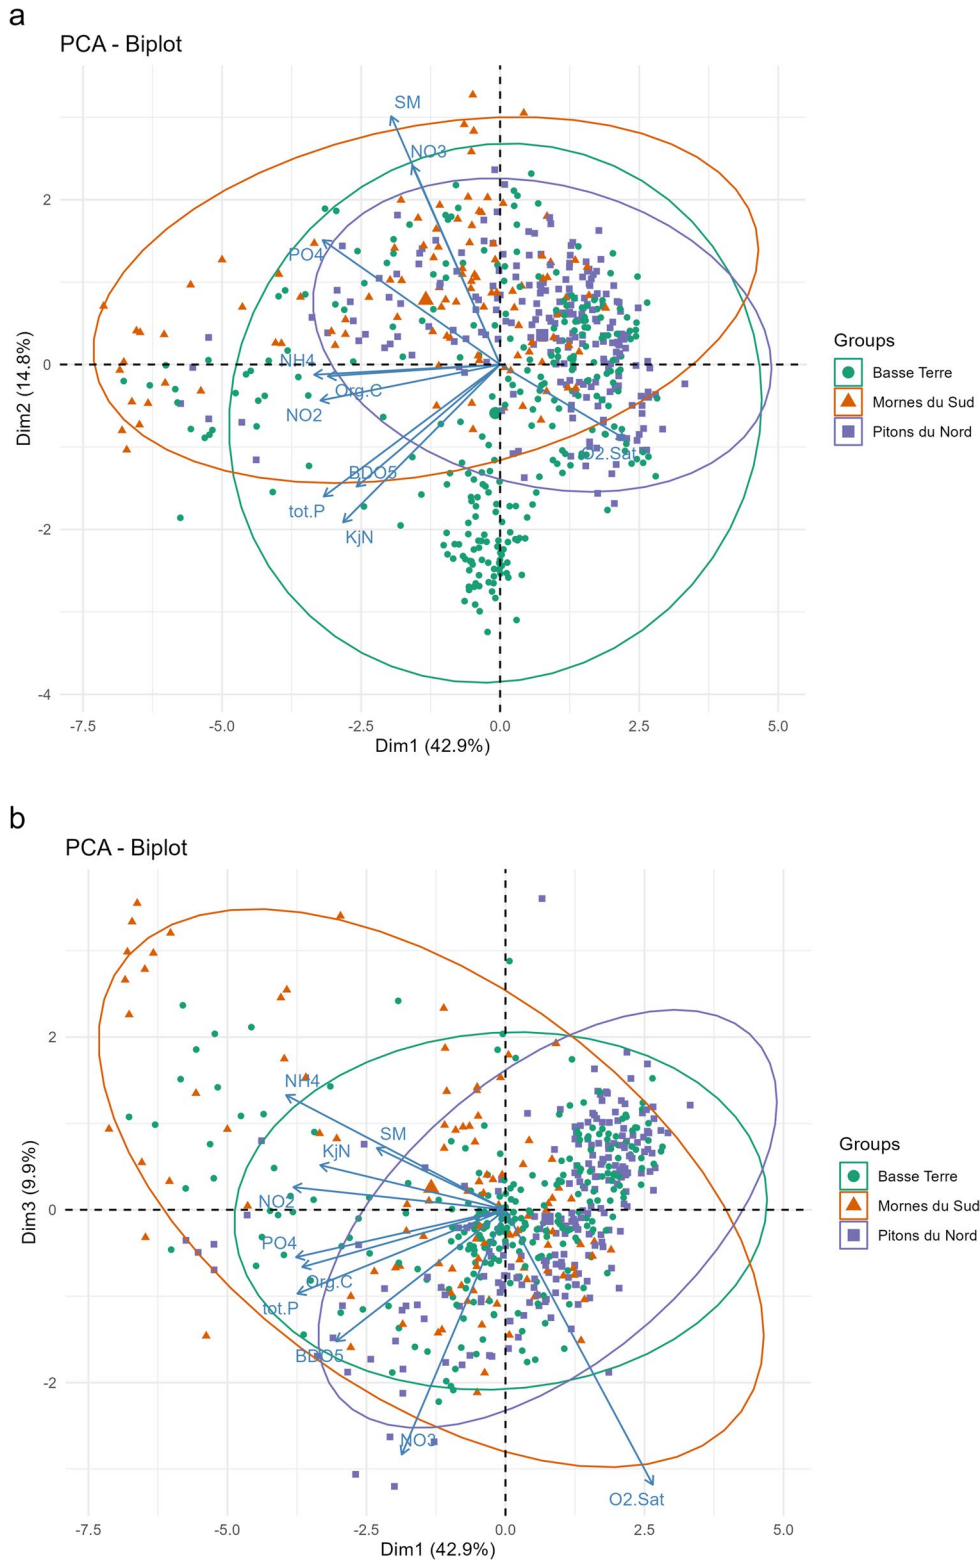 a
PCA - Biplot
SM
NO3
PO4
NH4
Org.C
NO2
O2.Sat
BDO5
tot.P
KjN
2
0
-2
-4
Dim2 (14.8%)
-7.5 -5.0 -2.5 0.0 2.5 5.0
Dim1 (42.9%)
Groups
Basse Terre
Mornes du Sud
Pitons du Nord
b
PCA - Biplot
NH4
SM
KjN
NO2
PO4
Org.C
tot.P
BDO5
NO3
O2.Sat
2
0
-2
Dim3 (9.9%)
-7.5 -5.0 -2.5 0.0 2.5 5.0
Dim1 (42.9%)
Groups
Basse Terre
Mornes du Sud
Pitons du Nord